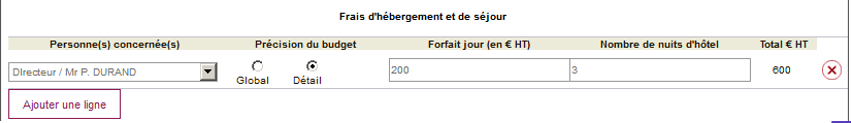 Frais d'hébergement et de séjour
Personne(s) concernée(s) Précision du budget Forfait jour (en € HT) Nombre de nuits d'hôtel Total € HT
Directeur / Mr P. DURAND Global Détail 200 3 600
Ajouter une ligne